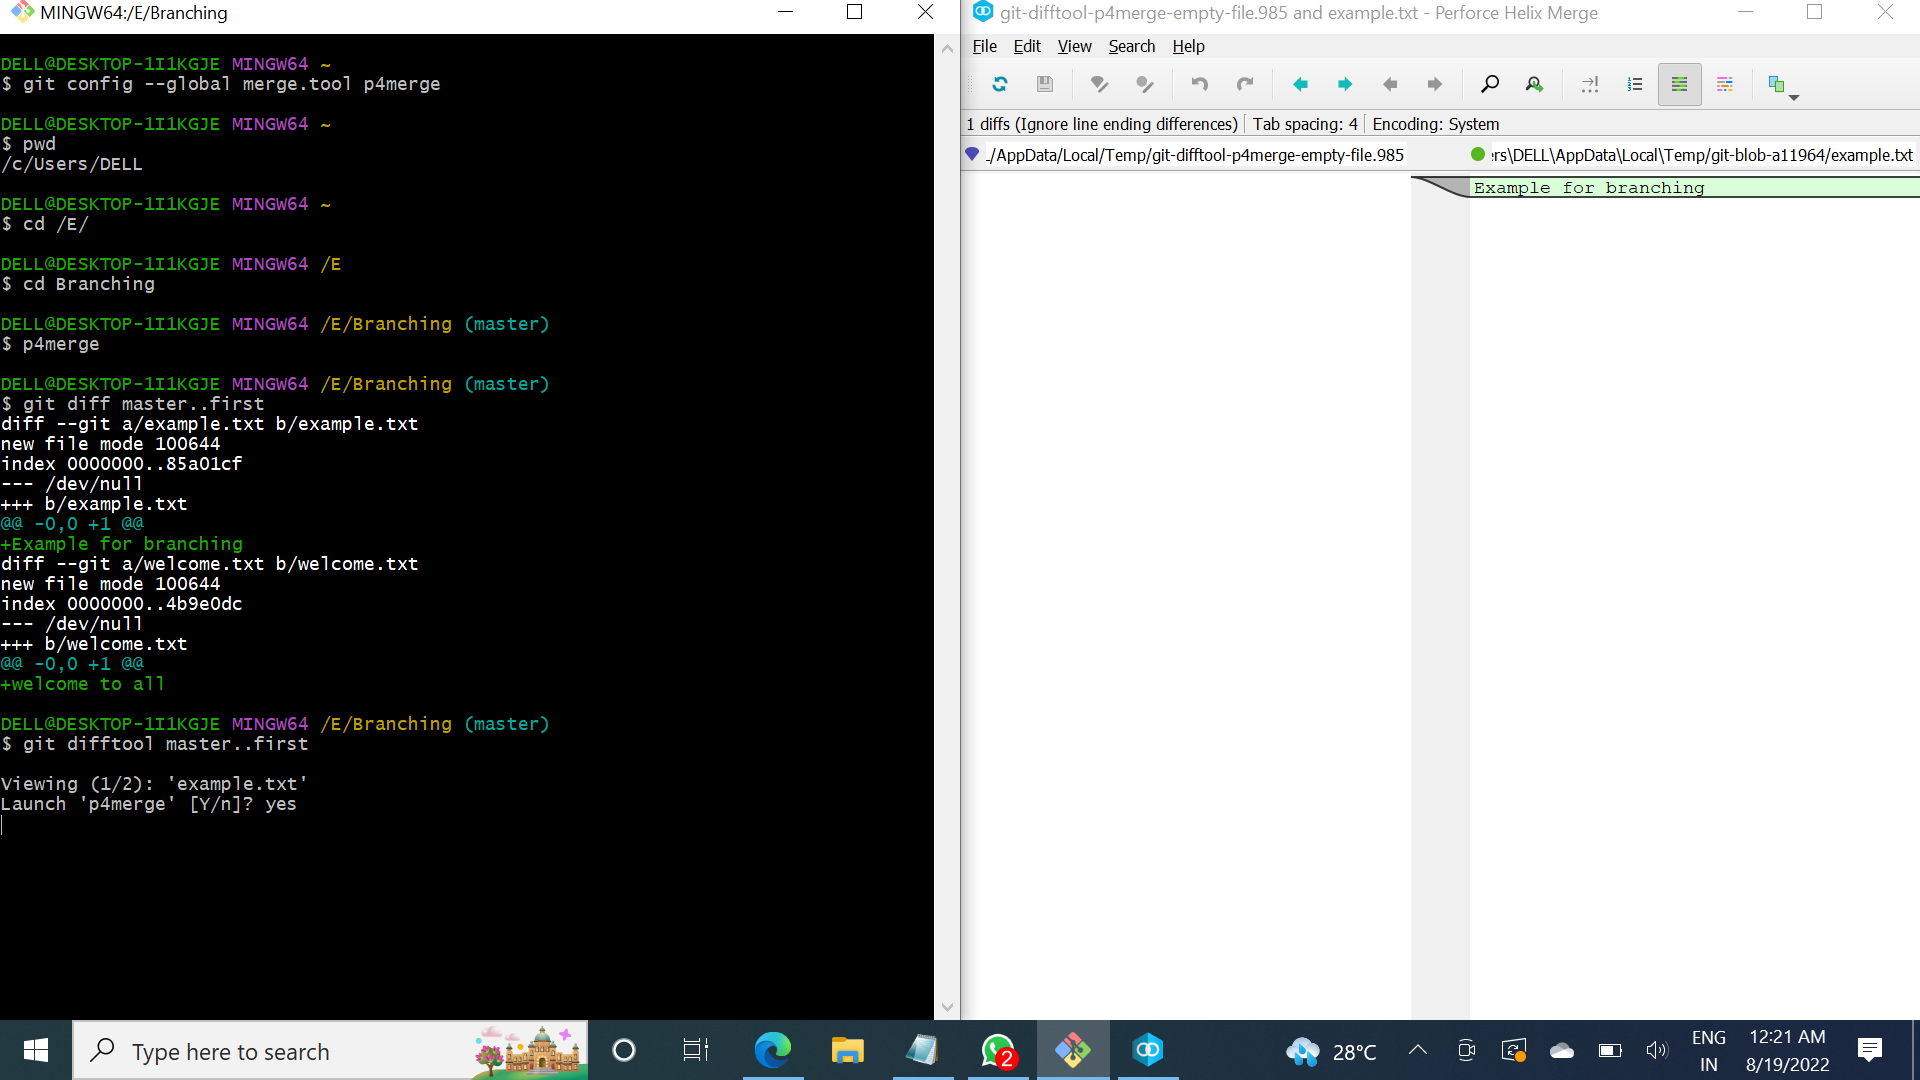 MINGW64:/E/Branching
DELL@DESKTOP-1I1KGJE MINGW64 ~
$ git config --global merge.tool p4merge
DELL@DESKTOP-1I1KGJE MINGW64 ~
$ pwd
/c/Users/DELL
DELL@DESKTOP-1I1KGJE MINGW64 ~
$ cd /E/
DELL@DESKTOP-1I1KGJE MINGW64 /E
$ cd Branching
DELL@DESKTOP-1I1KGJE MINGW64 /E/Branching (master)
$ p4merge
DELL@DESKTOP-1I1KGJE MINGW64 /E/Branching (master)
$ git diff master..first
diff --git a/example.txt b/example.txt
new file mode 100644
index 0000000..85a01cf
--- /dev/null
+++ b/example.txt
@@ -0,0 +1 @@
+Example for branching
diff --git a/welcome.txt b/welcome.txt
new file mode 100644
index 0000000..4b9e0dc
--- /dev/null
+++ b/welcome.txt
@@ -0,0 +1 @@
+welcome to all
DELL@DESKTOP-1I1KGJE MINGW64 /E/Branching (master)
$ git difftool master..first
Viewing (1/2): 'example.txt'
Launch 'p4merge' [Y/n]? yes
git-difftool-p4merge-empty-file.985 and example.txt - Perforce Helix Merge
File Edit View Search Help
1 diffs (Ignore line ending differences) Tab spacing: 4 Encoding: System
/AppData/Local/Temp/git-difftool-p4merge-empty-file.985
ers\DELL\AppData\Local\Temp/git-blob-a11964/example.txt
Example for branching
Type here to search
2
28°C
ENG
IN
12:21 AM
8/19/2022